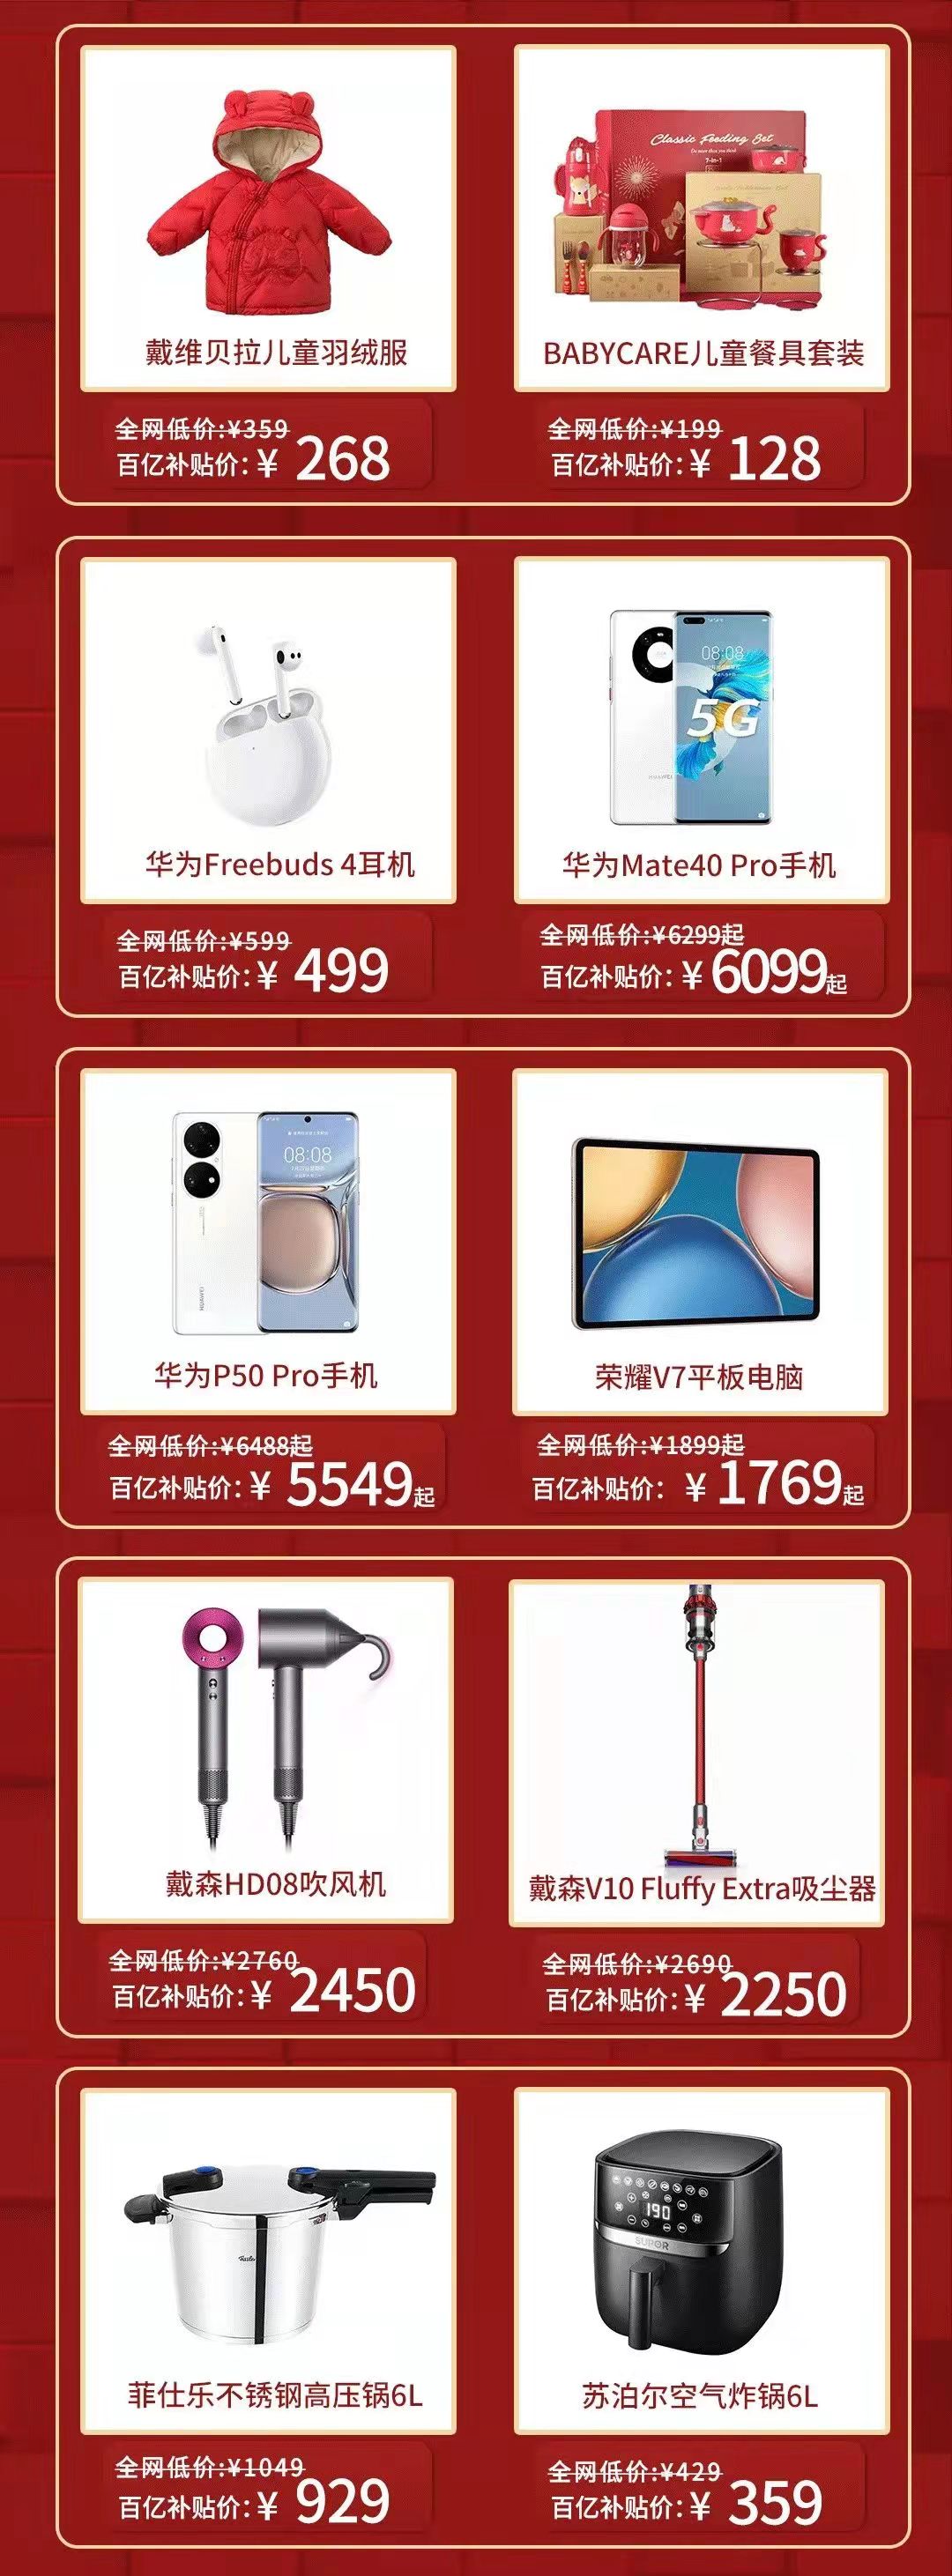 Classic Feeding Set
7-in-1
戴维贝拉儿童羽绒服
BABYCARE儿童餐具套装
全网低价:¥359
百亿补贴价:¥ 268
全网低价:¥199
百亿补贴价:¥ 128
08:08
5G
HUAWEI
华为Freebuds 4耳机
华为Mate40 Pro手机
全网低价:¥599
百亿补贴价:¥ 499
全网低价:¥6299起
百亿补贴价:¥6099起
08:08
HUAWEI
华为P50 Pro手机
荣耀V7平板电脑
全网低价:¥6488起
百亿补贴价:¥ 5549起
全网低价:¥1899起
百亿补贴价: ¥1769起
戴森HD08吹风机
戴森V10 Fluffy Extra吸尘器
全网低价:¥2760
百亿补贴价:¥ 2450
全网低价:¥2690
百亿补贴价:¥ 2250
190
SUPOR
菲仕乐不锈钢高压锅6L
苏泊尔空气炸锅6L
全网低价:¥1049
百亿补贴价:¥ 929
全网低价:¥429
百亿补贴价:¥ 359